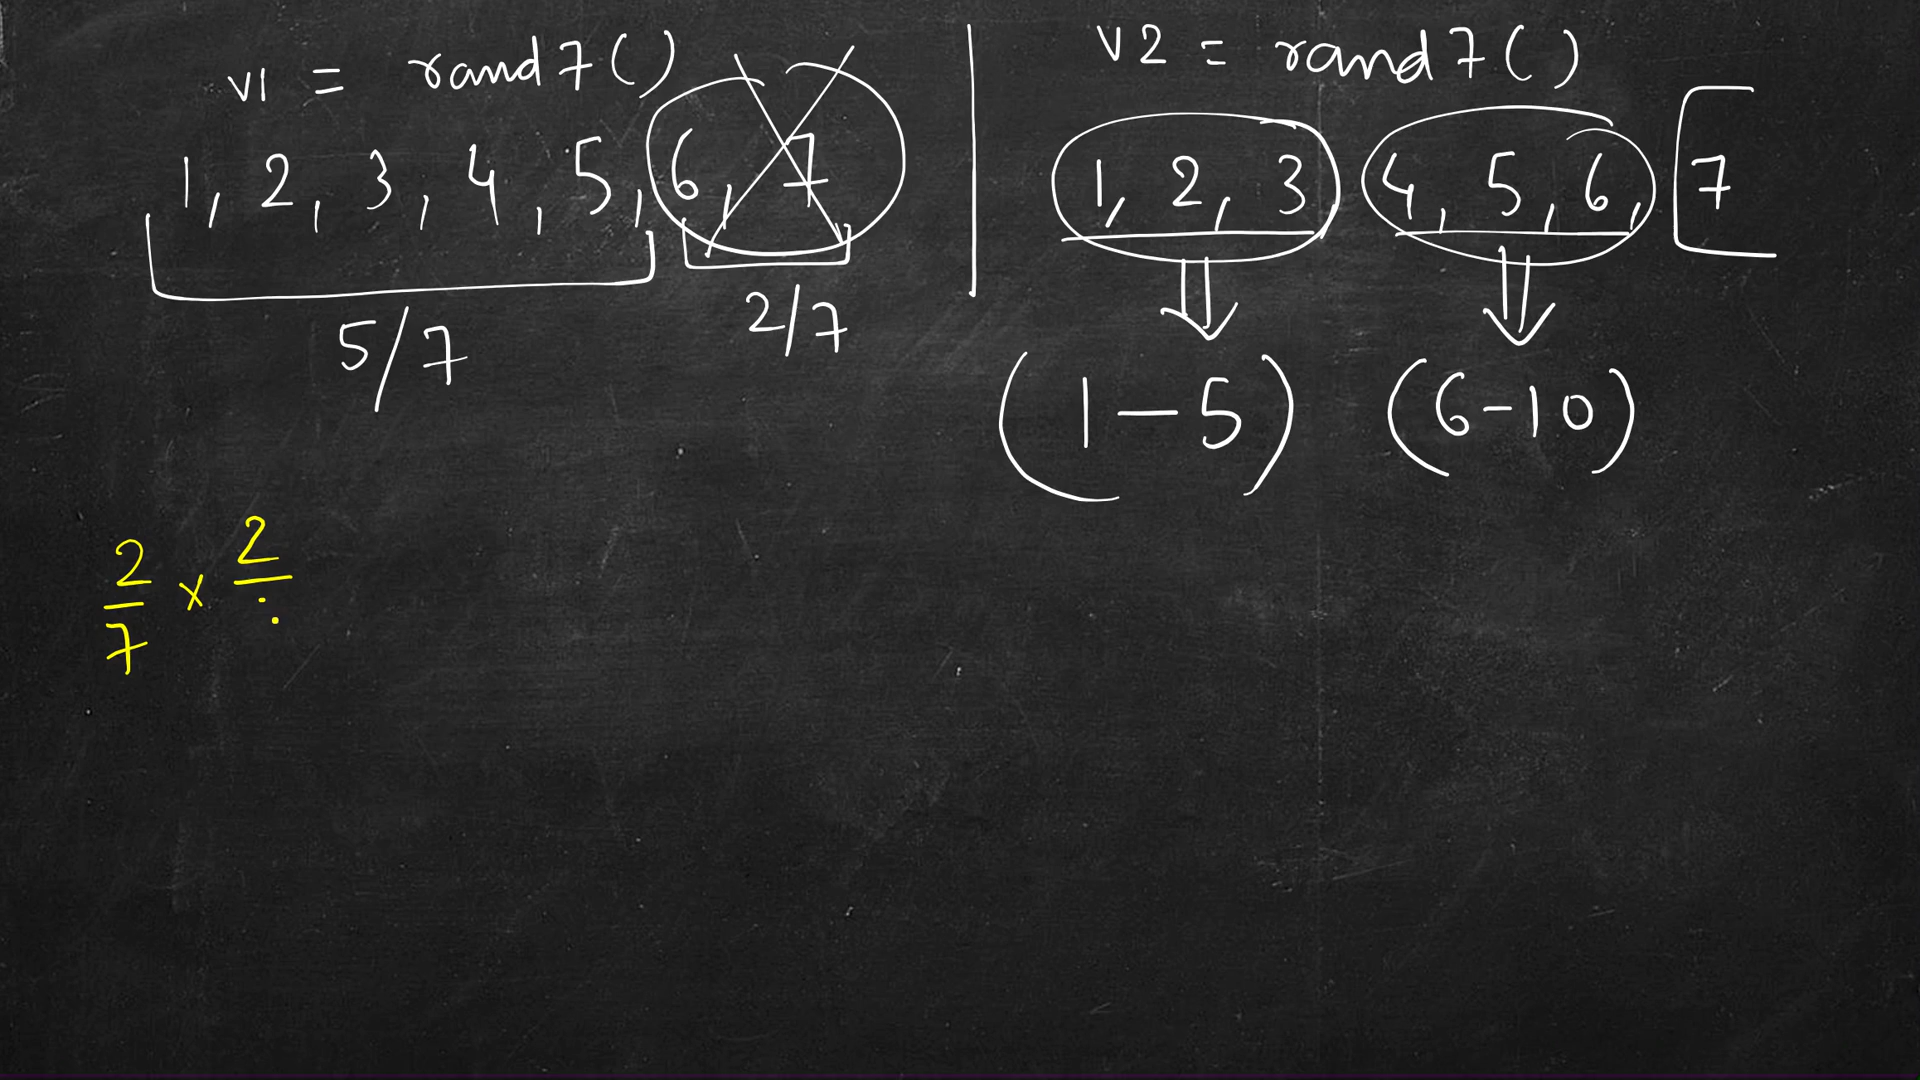 v1 = rand7()
1, 2, 3, 4, 5, 6, 7
5/7
2/7
v2 = rand7()
1, 2, 3, 4, 5, 6, 7
(1-5) (6-10)
2/7 x 2/